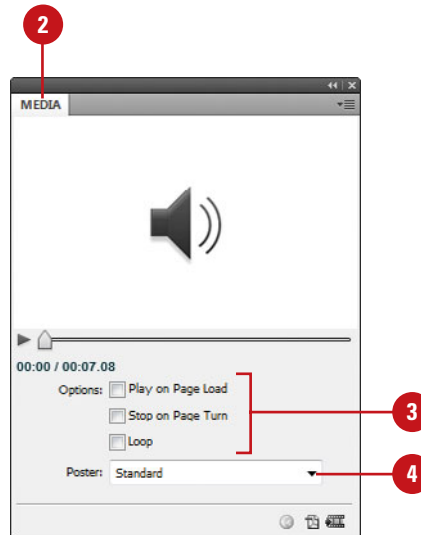 2
MEDIA
00:00 / 00:07.08
Options: Play on Page Load
Stop on Page Turn
Loop
3
Poster: Standard
4